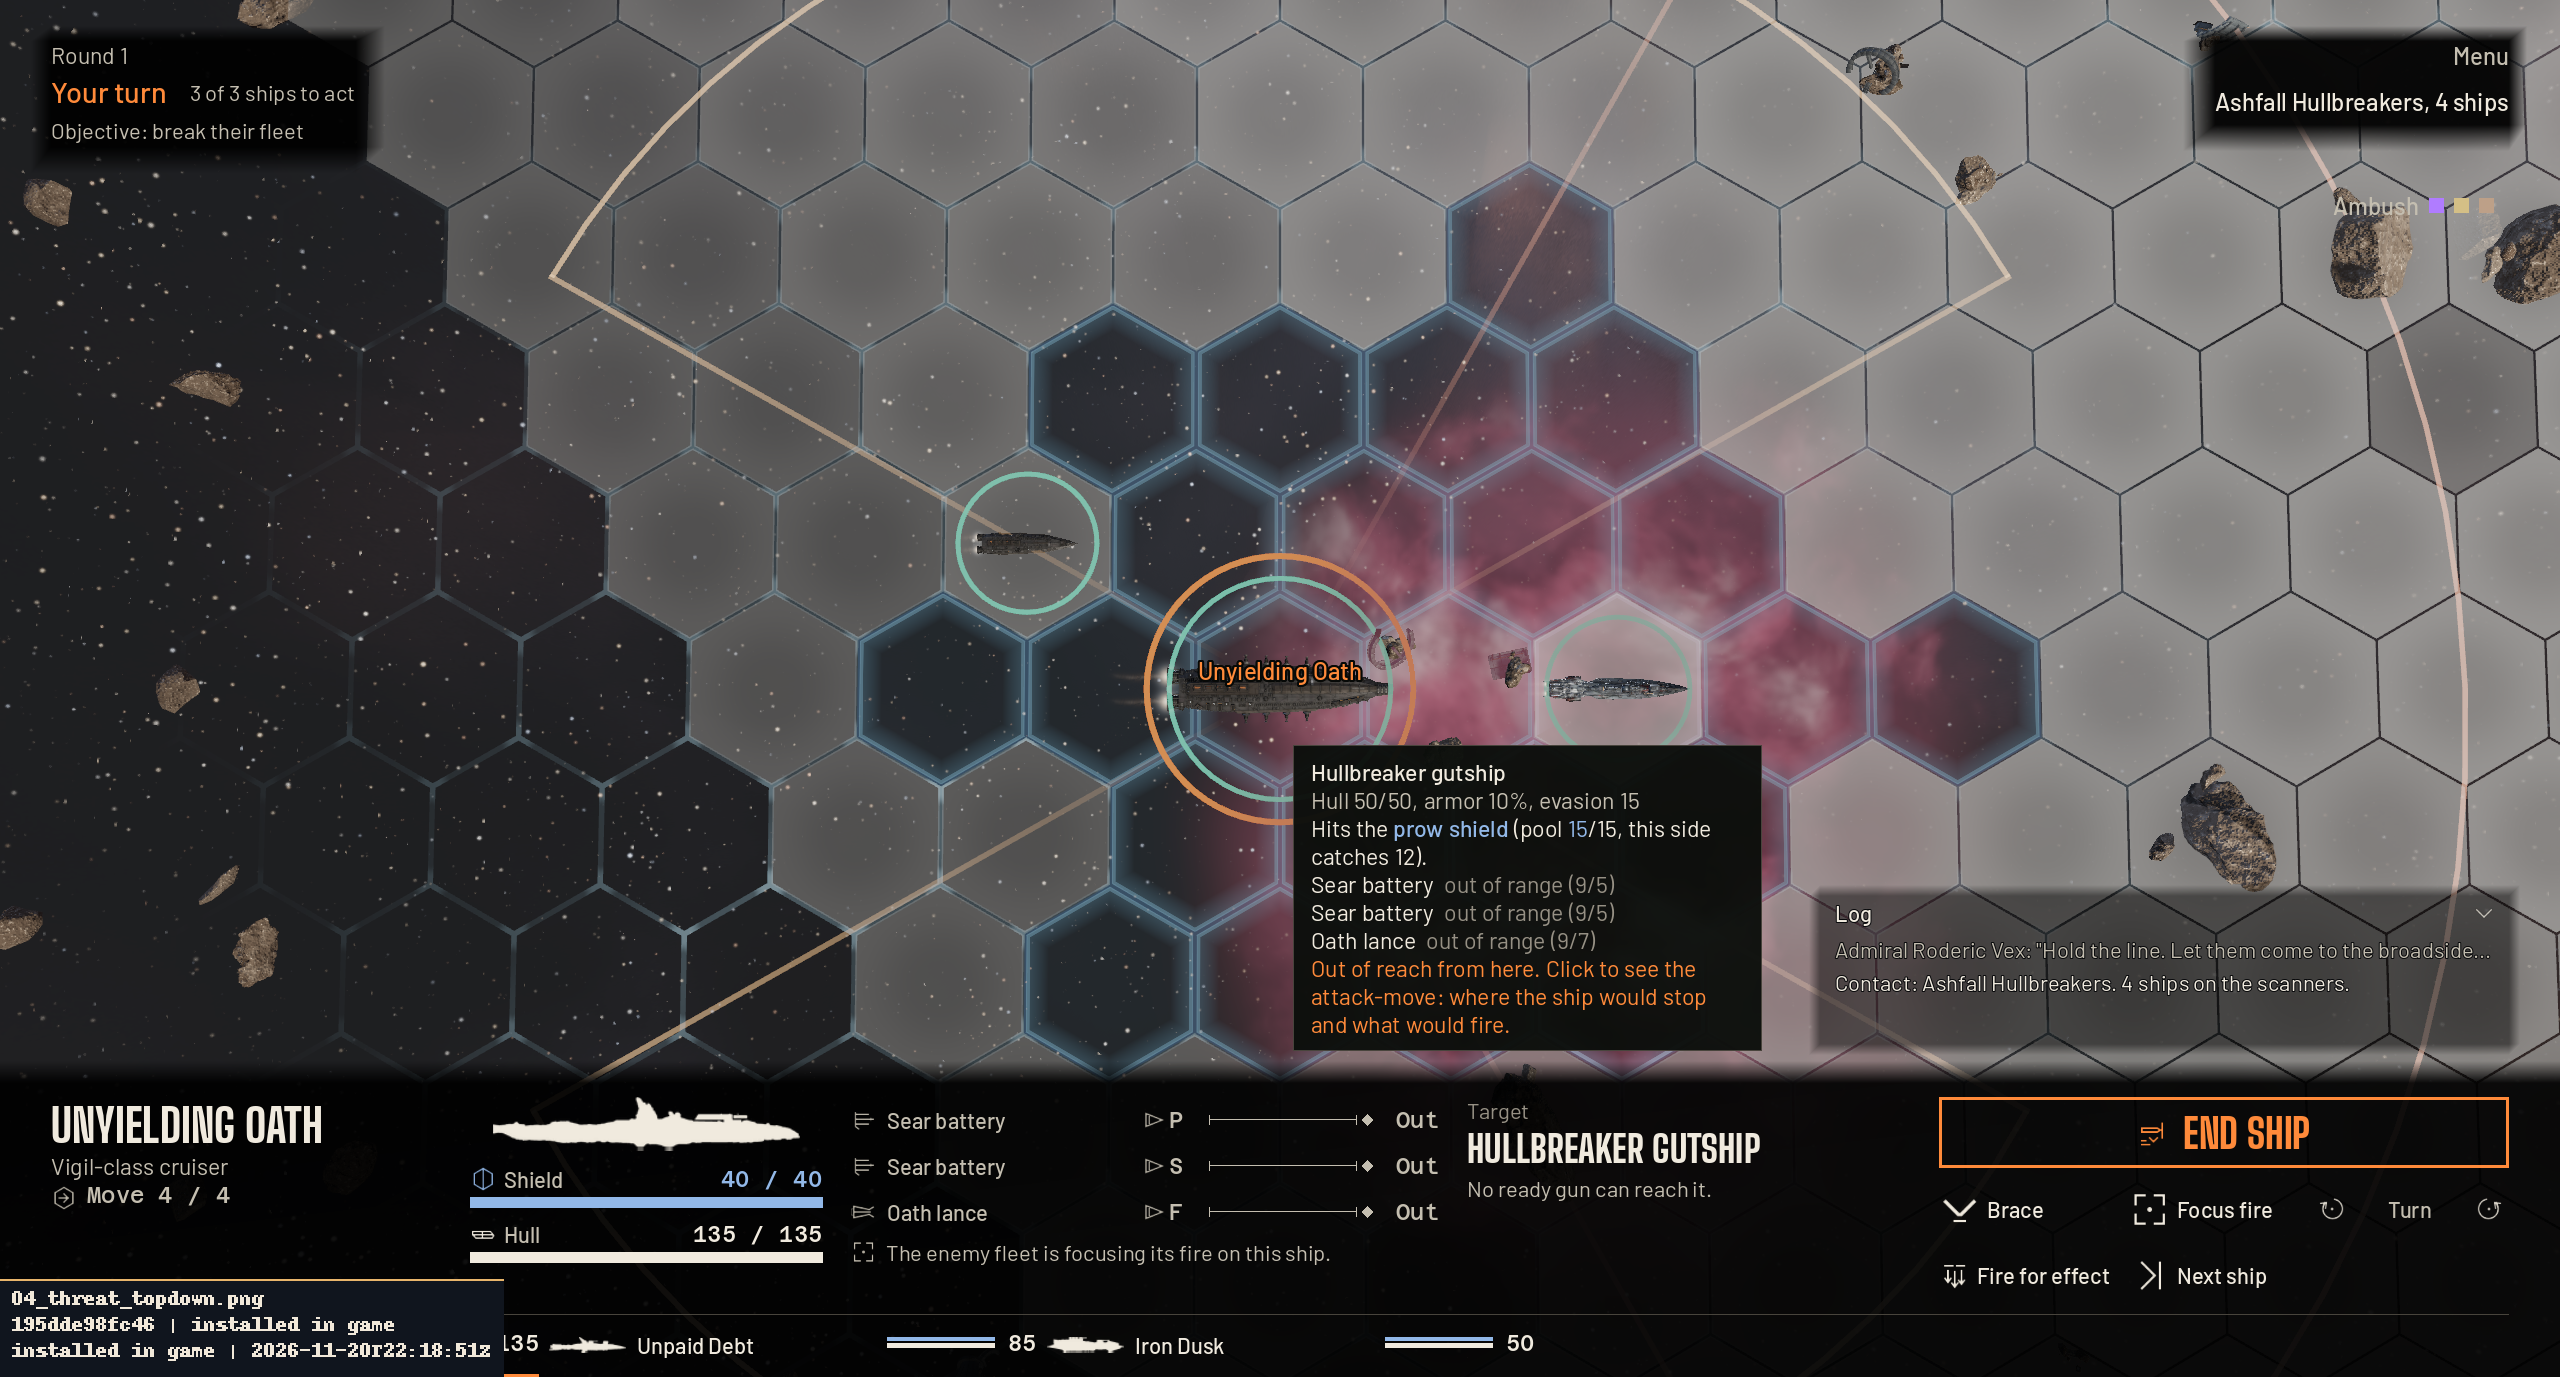 Round 1
Your turn 3 of 3 ships to act
Objective: break their fleet
Menu
Ashfall Hullbreakers, 4 ships
Ambush
Unyielding Oath
Hullbreaker gutship
Hull 50/50, armor 10%, evasion 15
Hits the prow shield (pool 15/15, this side
catches 12).
Sear battery out of range (9/5)
Sear battery out of range (9/5)
Oath lance out of range (9/7)
Out of reach from here. Click to see the
attack-move: where the ship would stop
and what would fire.
Log
Admiral Roderic Vex: "Hold the line. Let them come to the broadside...
Contact: Ashfall Hullbreakers. 4 ships on the scanners.
UNYIELDING OATH
Vigil-class cruiser
Move 4 / 4
Shield 40 / 40
Hull 135 / 135
Sear battery P Out
Sear battery S Out
Oath lance F Out
The enemy fleet is focusing its fire on this ship.
Target
HULLBREAKER GUTSHIP
No ready gun can reach it.
END SHIP
Brace Focus fire Turn
Fire for effect Next ship
04_threat_topdown.png
195dde98fc46 | installed in game
installed in game | 2026-11-20T22:18:51Z
135 Unpaid Debt 85 Iron Dusk 50